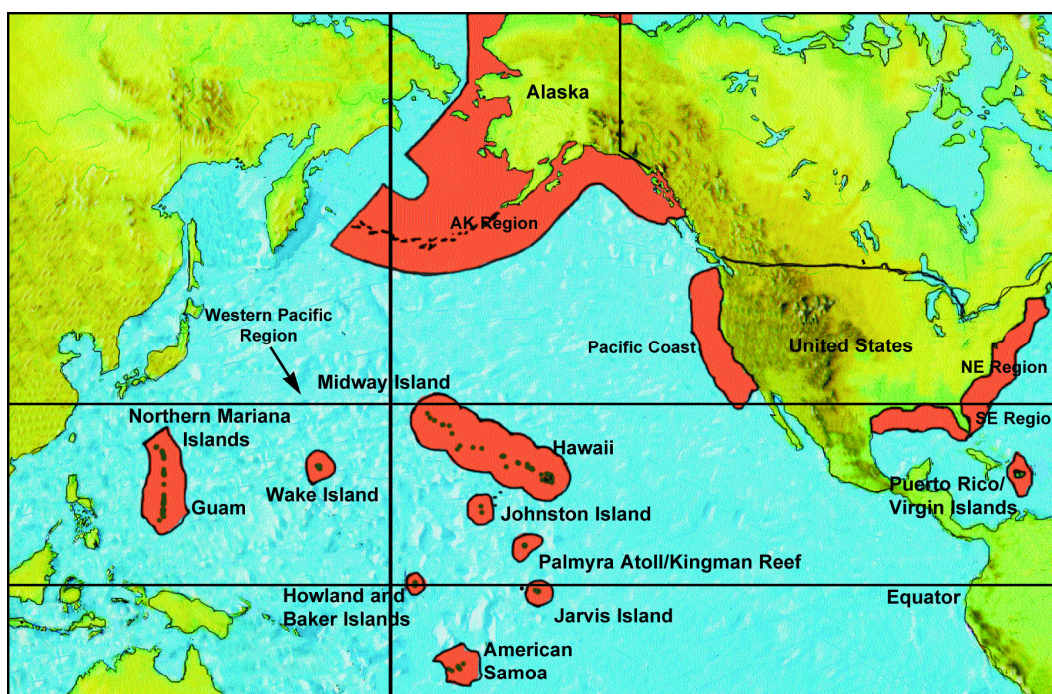 Alaska
AK Region
Western Pacific
Region
Pacific Coast
United States
NE Region
Midway Island
Northern Mariana
Islands
SE Regio
Hawaii
Wake Island
Guam
Johnston Island
Puerto Rico/
Virgin Islands
Palmyra Atoll/Kingman Reef
Howland and
Baker Islands
Equator
Jarvis Island
American
Samoa